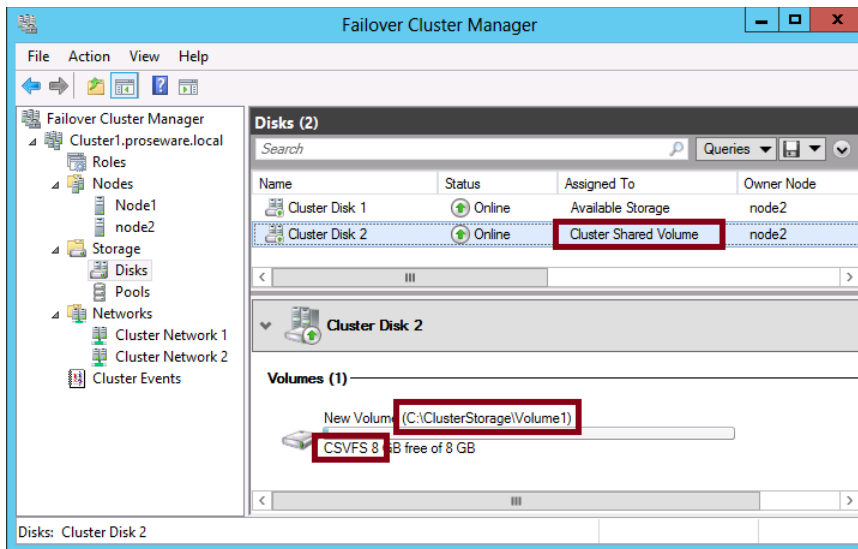 Failover Cluster Manager
x
File Action View Help
?
Failover Cluster Manager
Cluster1.proseware.local
Roles
Nodes
Node1
node2
Storage
Disks
Pools
Networks
Cluster Network 1
Cluster Network 2
Cluster Events
Disks (2)
Search
Queries
Name Status Assigned To Owner Node
Cluster Disk 1 Online Available Storage node2
Cluster Disk 2 Online Cluster Shared Volume node2
Cluster Disk 2
Volumes (1)
New Volume (C:\ClusterStorage\Volume1)
CSVFS 8 GB free of 8 GB
Disks: Cluster Disk 2